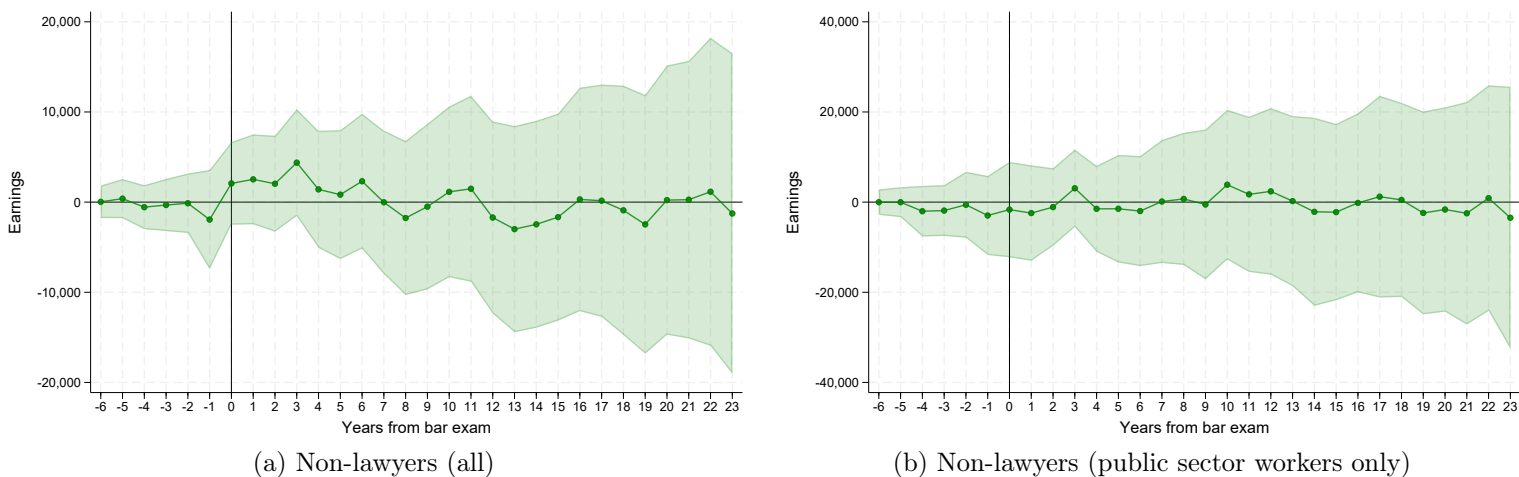 20,000
10,000
0
-10,000
-20,000
Earnings
-6 -5 -4 -3 -2 -1 0 1 2 3 4 5 6 7 8 9 10 11 12 13 14 15 16 17 18 19 20 21 22 23
Years from bar exam
(a) Non-lawyers (all)
40,000
20,000
0
-20,000
-40,000
Earnings
-6 -5 -4 -3 -2 -1 0 1 2 3 4 5 6 7 8 9 10 11 12 13 14 15 16 17 18 19 20 21 22 23
Years from bar exam
(b) Non-lawyers (public sector workers only)